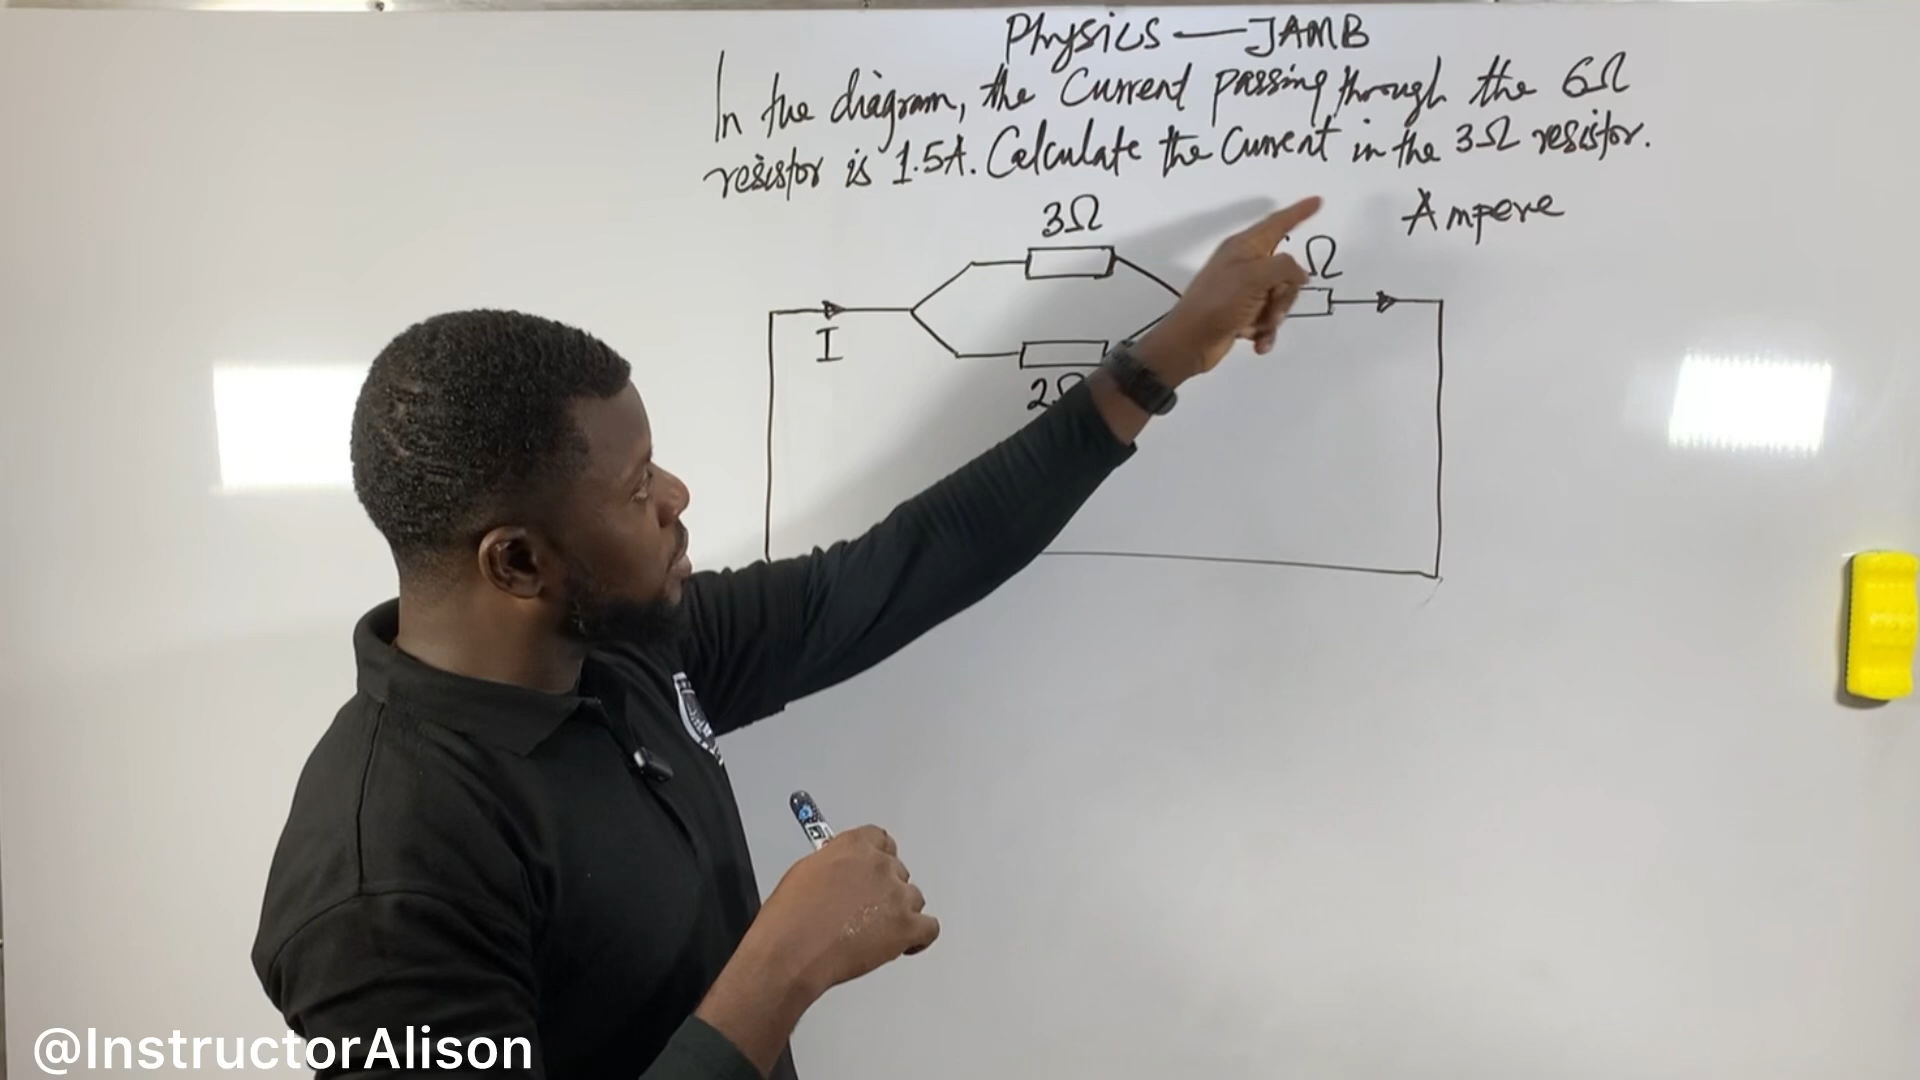 Physics — JAMB
In the diagram, the Current passing through the 6Ω
resistor is 1.5A. Calculate the Current in the 3Ω resistor.
Ampere
3Ω
Ω
I
2Ω
@InstructorAlison